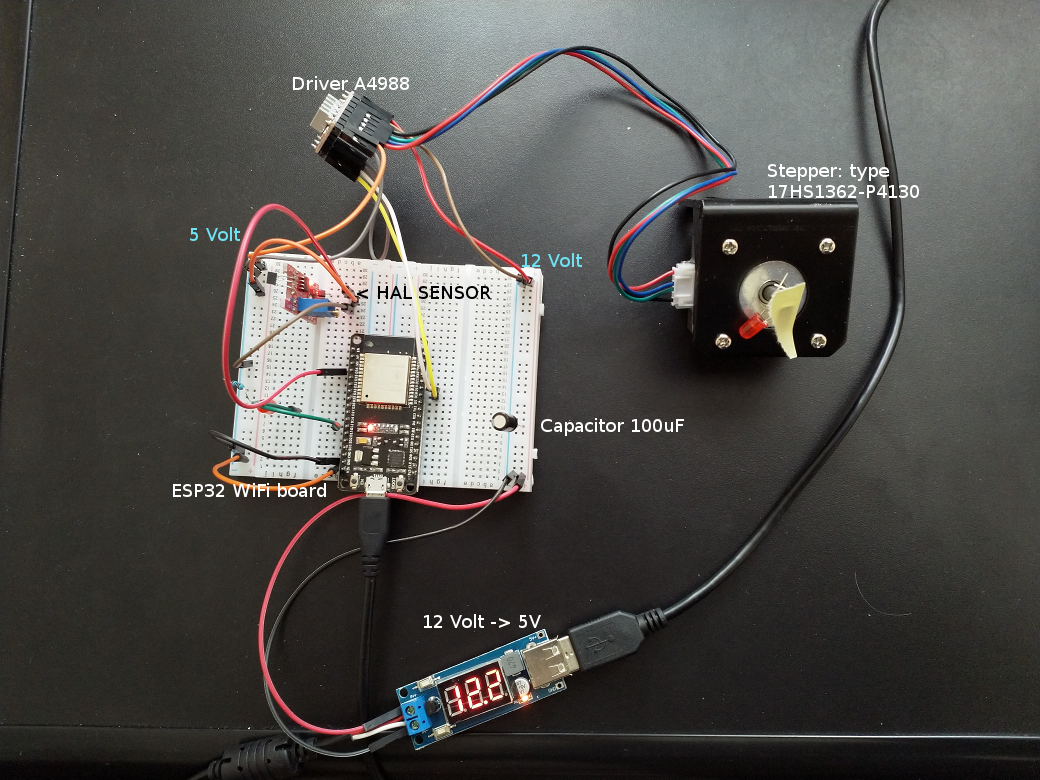 Driver A4988
Stepper: type
17HS1362-P4130
5 Volt
12 Volt
< HAL SENSOR
Capacitor 100uF
ESP32 WiFi board
12 Volt -> 5V